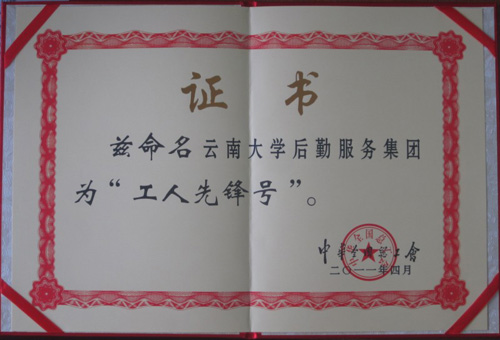 证书
兹命名云南大学后勤服务集团
为“工人先锋号”。
中华全国总工會
二〇一一年四月